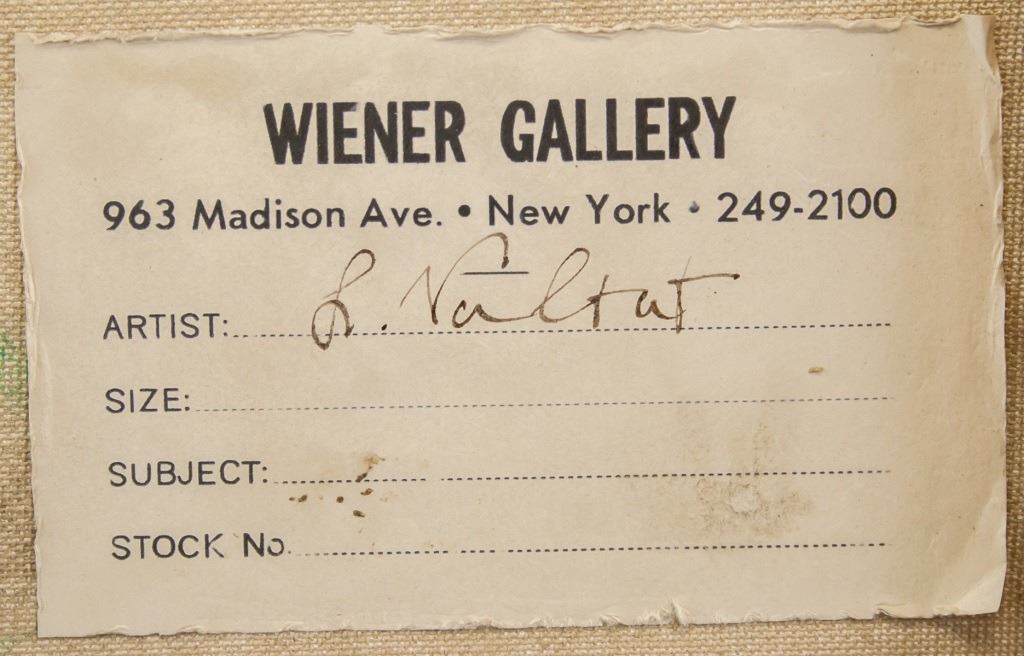 WIENER GALLERY
963 Madison Ave. • New York • 249-2100
ARTIST: L. Valtat
SIZE:
SUBJECT:
STOCK No.